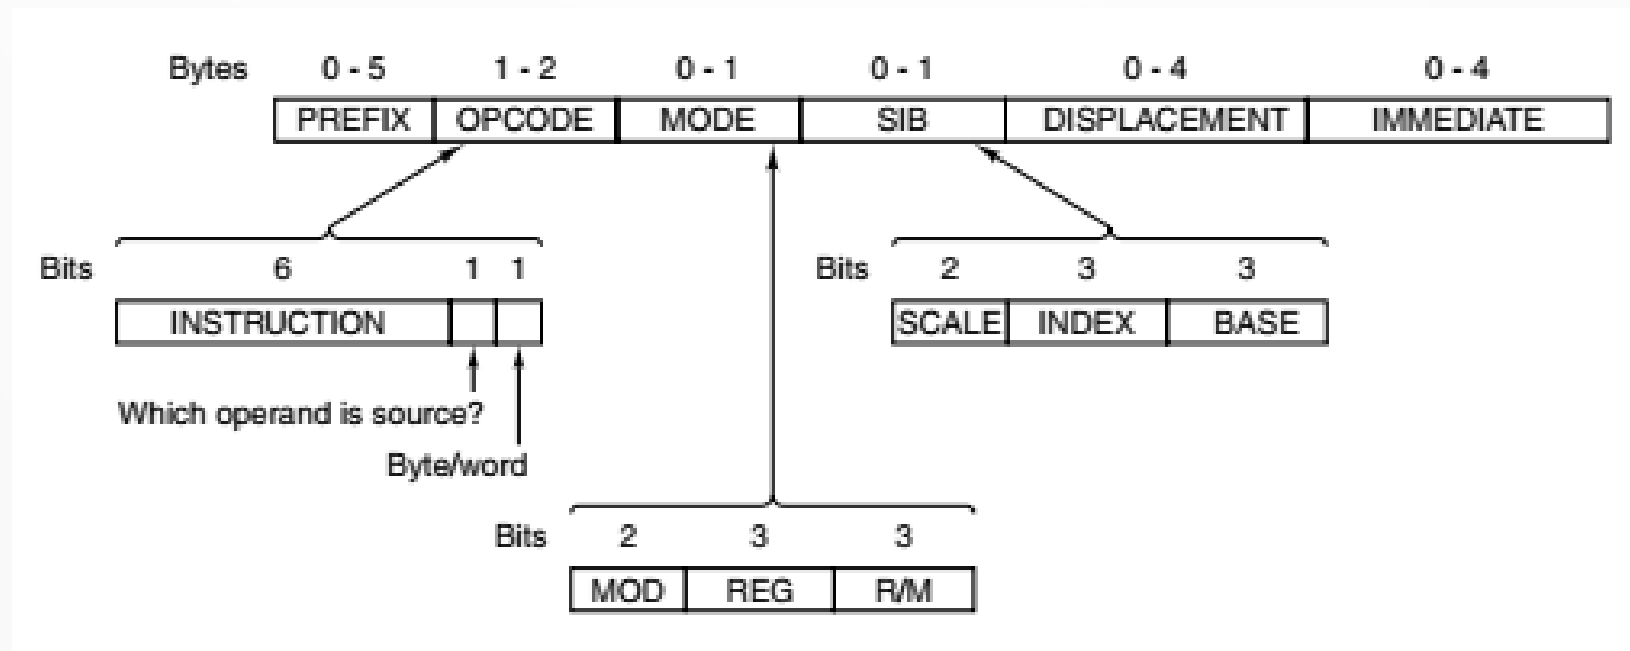 Bytes 0 - 5 1 - 2 0 - 1 0 - 1 0 - 4 0 - 4
PREFIX OPCODE MODE SIB DISPLACEMENT IMMEDIATE
Bits 6 1 1
INSTRUCTION
Which operand is source?
Byte/word
Bits 2 3 3
SCALE INDEX BASE
Bits 2 3 3
MOD REG R/M